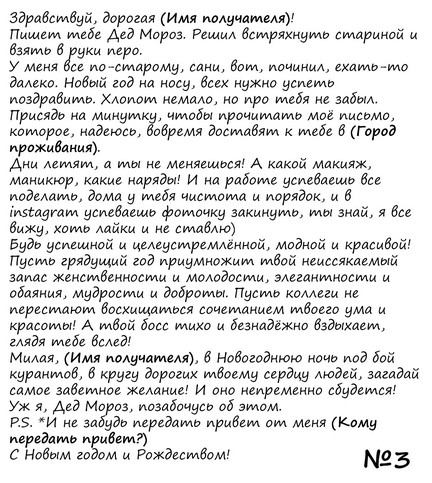 Здравствуй, дорогая (Имя получателя)!
Пишет тебе Дед Мороз. Решил встряхнуть стариной и
взять в руки перо.
У меня все по-старому, сани, вот, починил, ехать-то
далеко. Новый год на носу, всех нужно успеть
поздравить. Хлопот немало, но про тебя не забыл.
Присядь на минутку, чтобы прочитать моё письмо,
которое, надеюсь, вовремя доставят к тебе в (Город
проживания).
Дни летят, а ты не меняешься! А какой макияж,
маникюр, какие наряды! И на работе успеваешь все
поделать, дома у тебя чистота и порядок, и в
instagram успеваешь фоточку закинуть, ты знай, я все
вижу, хоть лайки и не ставлю)
Будь успешной и целеустремлённой, модной и красивой!
Пусть грядущий год приумножит твой неиссякаемый
запас женственности и молодости, элегантности и
обаяния, мудрости и доброты. Пусть коллеги не
перестают восхищаться сочетанием твоего ума и
красоты! А твой босс тихо и безнадёжно вздыхает,
глядя тебе вслед!
Милая, (Имя получателя), в Новогоднюю ночь под бой
курантов, в кругу дорогих твоему сердцу людей, загадай
самое заветное желание! И оно непременно сбудется!
Уж я, Дед Мороз, позабочусь об этом.
P.S. *И не забудь передать привет от меня (Кому
передать привет?)
С Новым годом и Рождеством!
№3